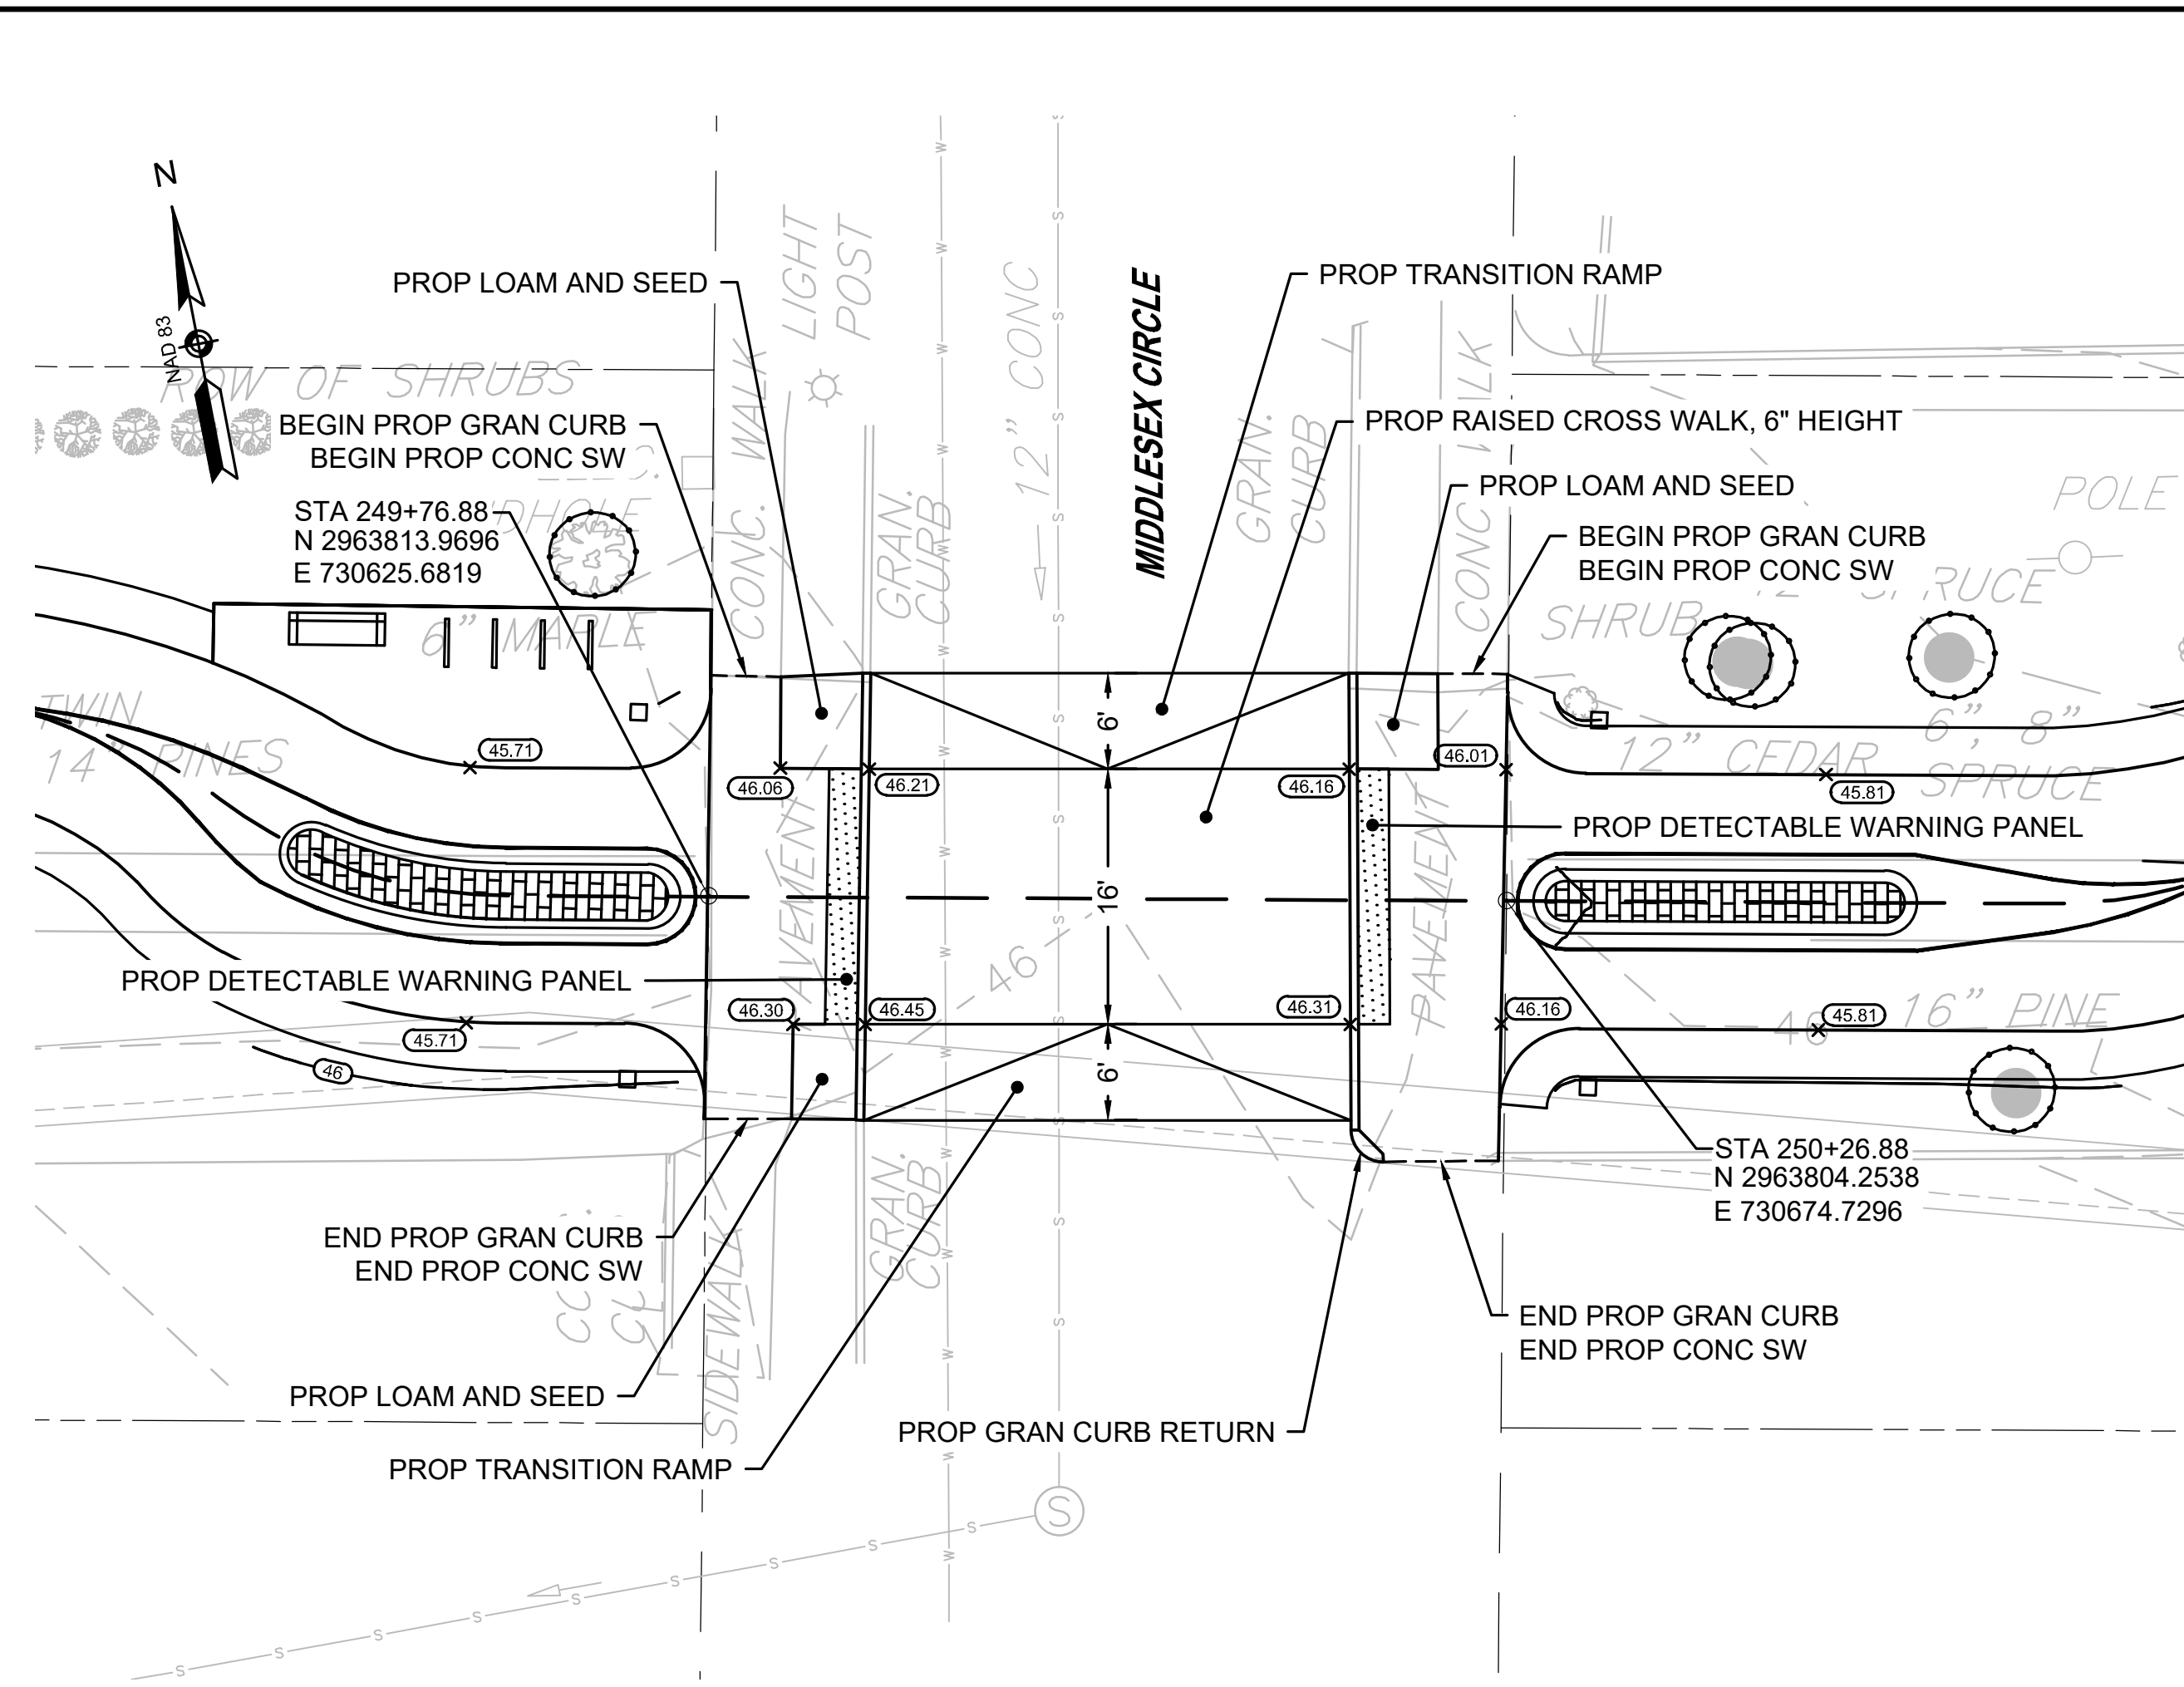 N
NAD 83
PROP LOAM AND SEED
LIGHT
POST
12" CONC
MIDDLESEX CIRCLE
PROP TRANSITION RAMP
ROW OF SHRUBS
BEGIN PROP GRAN CURB
BEGIN PROP CONC SW
CONC. WALK
GRAN.
CURB
GRAN.
CURB
PROP RAISED CROSS WALK, 6" HEIGHT
PROP LOAM AND SEED
POLE
STA 249+76.88
N 2963813.9696
E 730625.6819
BEGIN PROP GRAN CURB
BEGIN PROP CONC SW
CONC WALK
SHRUB
12" SPRUCE
6" MAPLE
TWIN
14" PINES
45.71
46.06
46.21
6'
46.16
46.01
12" CEDAR
6", 8"
SPRUCE
45.81
PROP DETECTABLE WARNING PANEL
16'
PAVEMENT
46
PROP DETECTABLE WARNING PANEL
46.30
46.45
46.31
46.16
45.81
16" PINE
45.71
46
6'
STA 250+26.88
N 2963804.2538
E 730674.7296
GRAN.
CURB
END PROP GRAN CURB
END PROP CONC SW
SIDEWALK
END PROP GRAN CURB
END PROP CONC SW
PROP LOAM AND SEED
PROP GRAN CURB RETURN
PROP TRANSITION RAMP
S